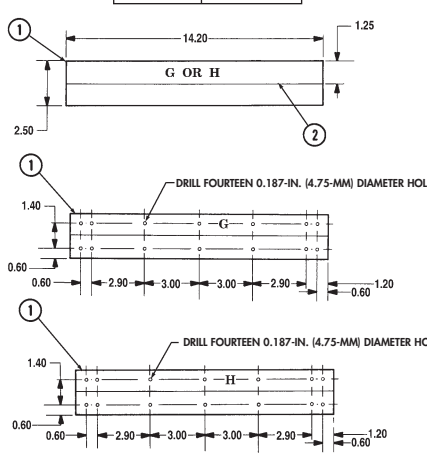 1
14.20
1.25
G OR H
2.50
2
1
DRILL FOURTEEN 0.187-IN. (4.75-MM) DIAMETER HOL
1.40
G
0.60
0.60 2.90 3.00 3.00 2.90 1.20
0.60
1
DRILL FOURTEEN 0.187-IN. (4.75-MM) DIAMETER HO
1.40
H
0.60
0.60 2.90 3.00 3.00 2.90 1.20
0.60